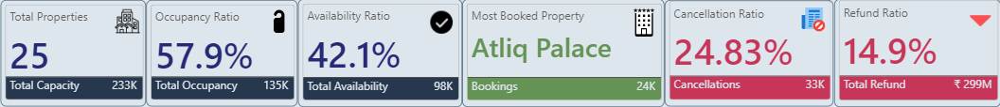 Total Properties
25
Total Capacity 233K
Occupancy Ratio
57.9%
Total Occupancy 135K
Availability Ratio
42.1%
Total Availability 98K
Most Booked Property
Atliq Palace
Bookings 24K
Cancellation Ratio
24.83%
Cancellations 33K
Refund Ratio
14.9%
Total Refund ₹ 299M